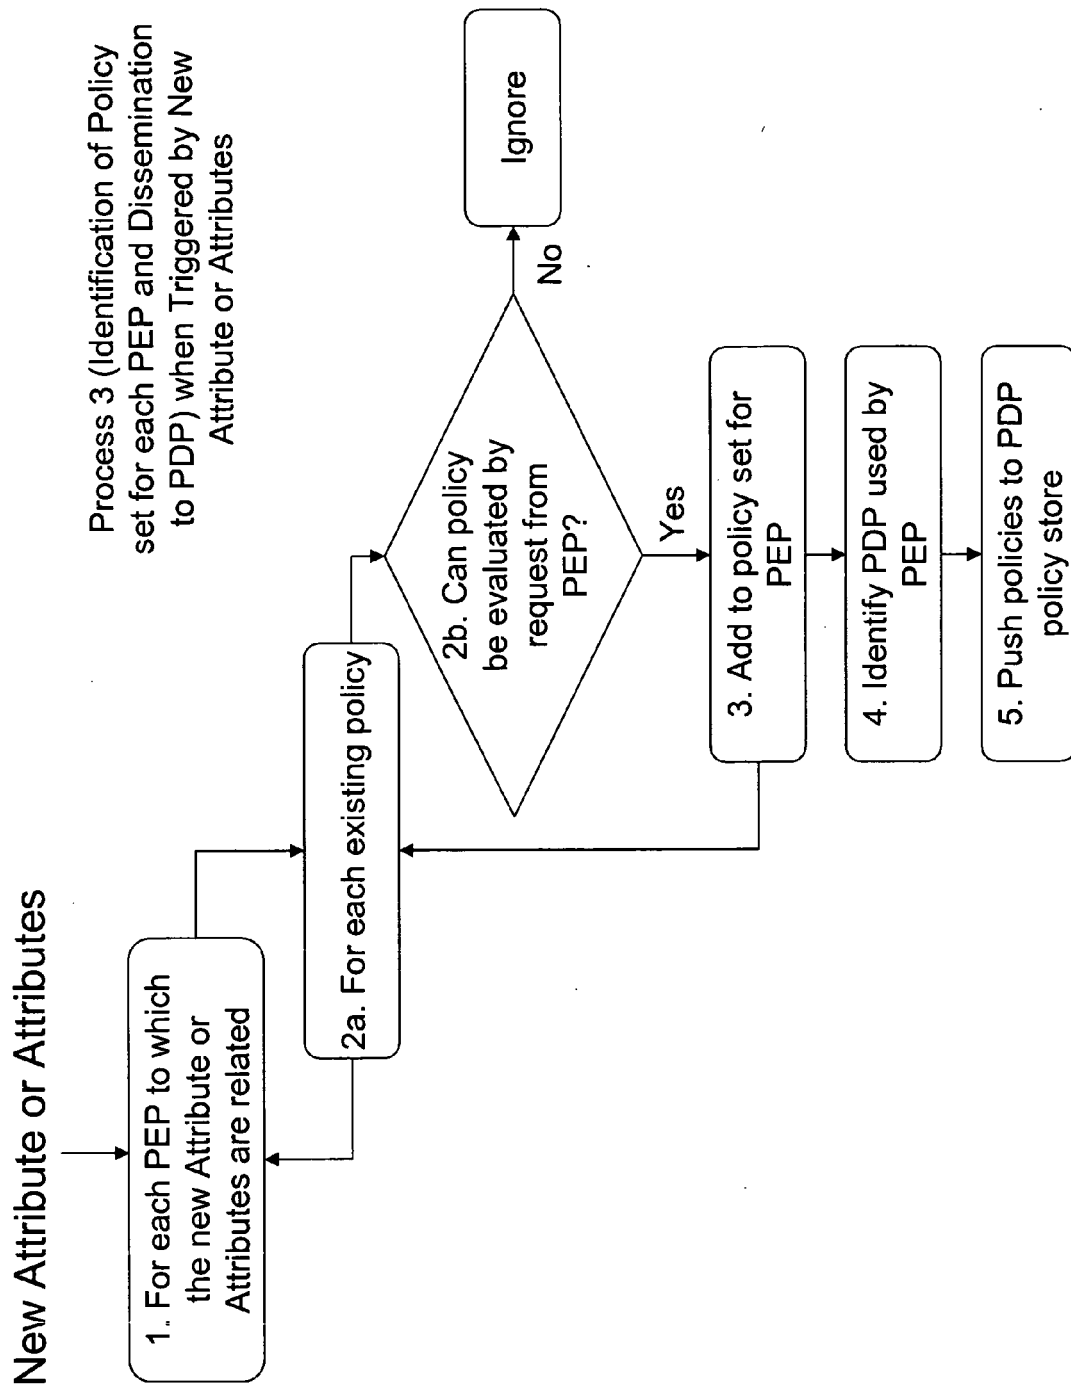 New Attribute or Attributes
Process 3 (Identification of Policy
set for each PEP and Dissemination
to PDP) when Triggered by New
Attribute or Attributes
1. For each PEP to which
the new Attribute or
Attributes are related
2a. For each existing policy
2b. Can policy
be evaluated by
request from
PEP?
No
Ignore
Yes
3. Add to policy set for
PEP
4. Identify PDP used by
PEP
5. Push policies to PDP
policy store